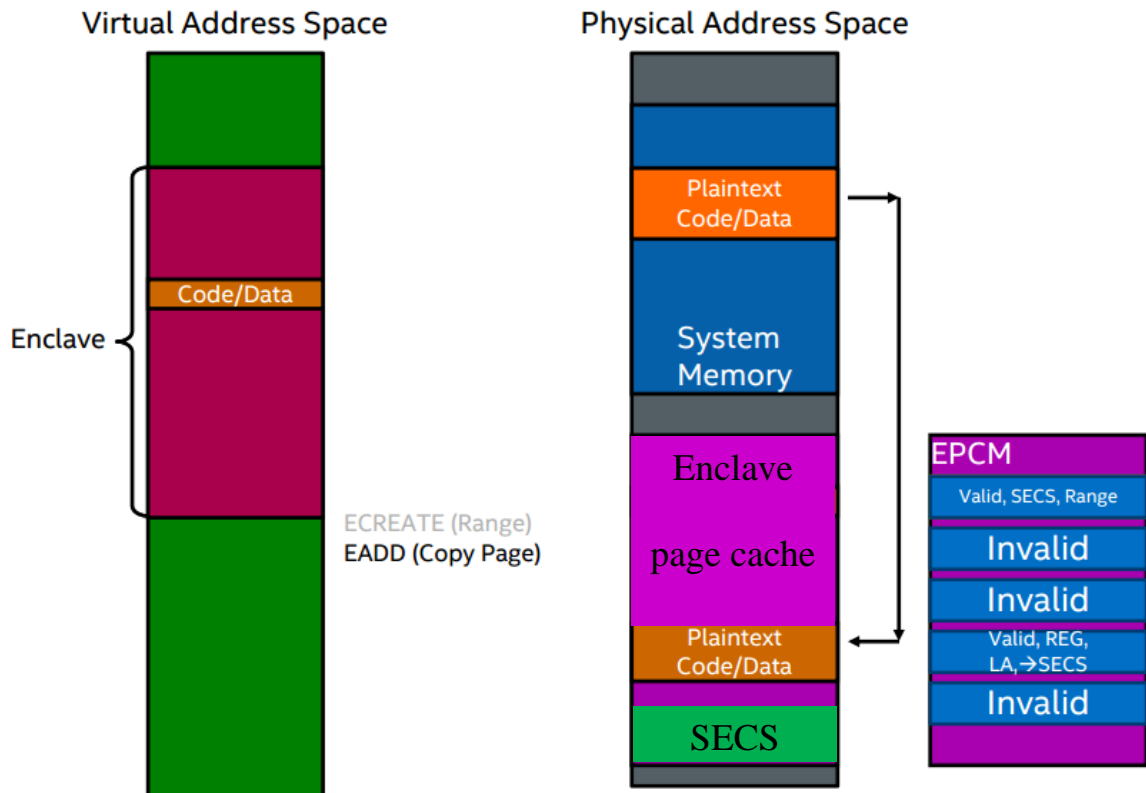 Virtual Address Space
Physical Address Space
Plaintext
Code/Data
Code/Data
Enclave
System
Memory
Enclave
page cache
ECREATE (Range)
EADD (Copy Page)
Plaintext
Code/Data
SECS
EPCM
Valid, SECS, Range
Invalid
Invalid
Valid, REG,
LA,→SECS
Invalid